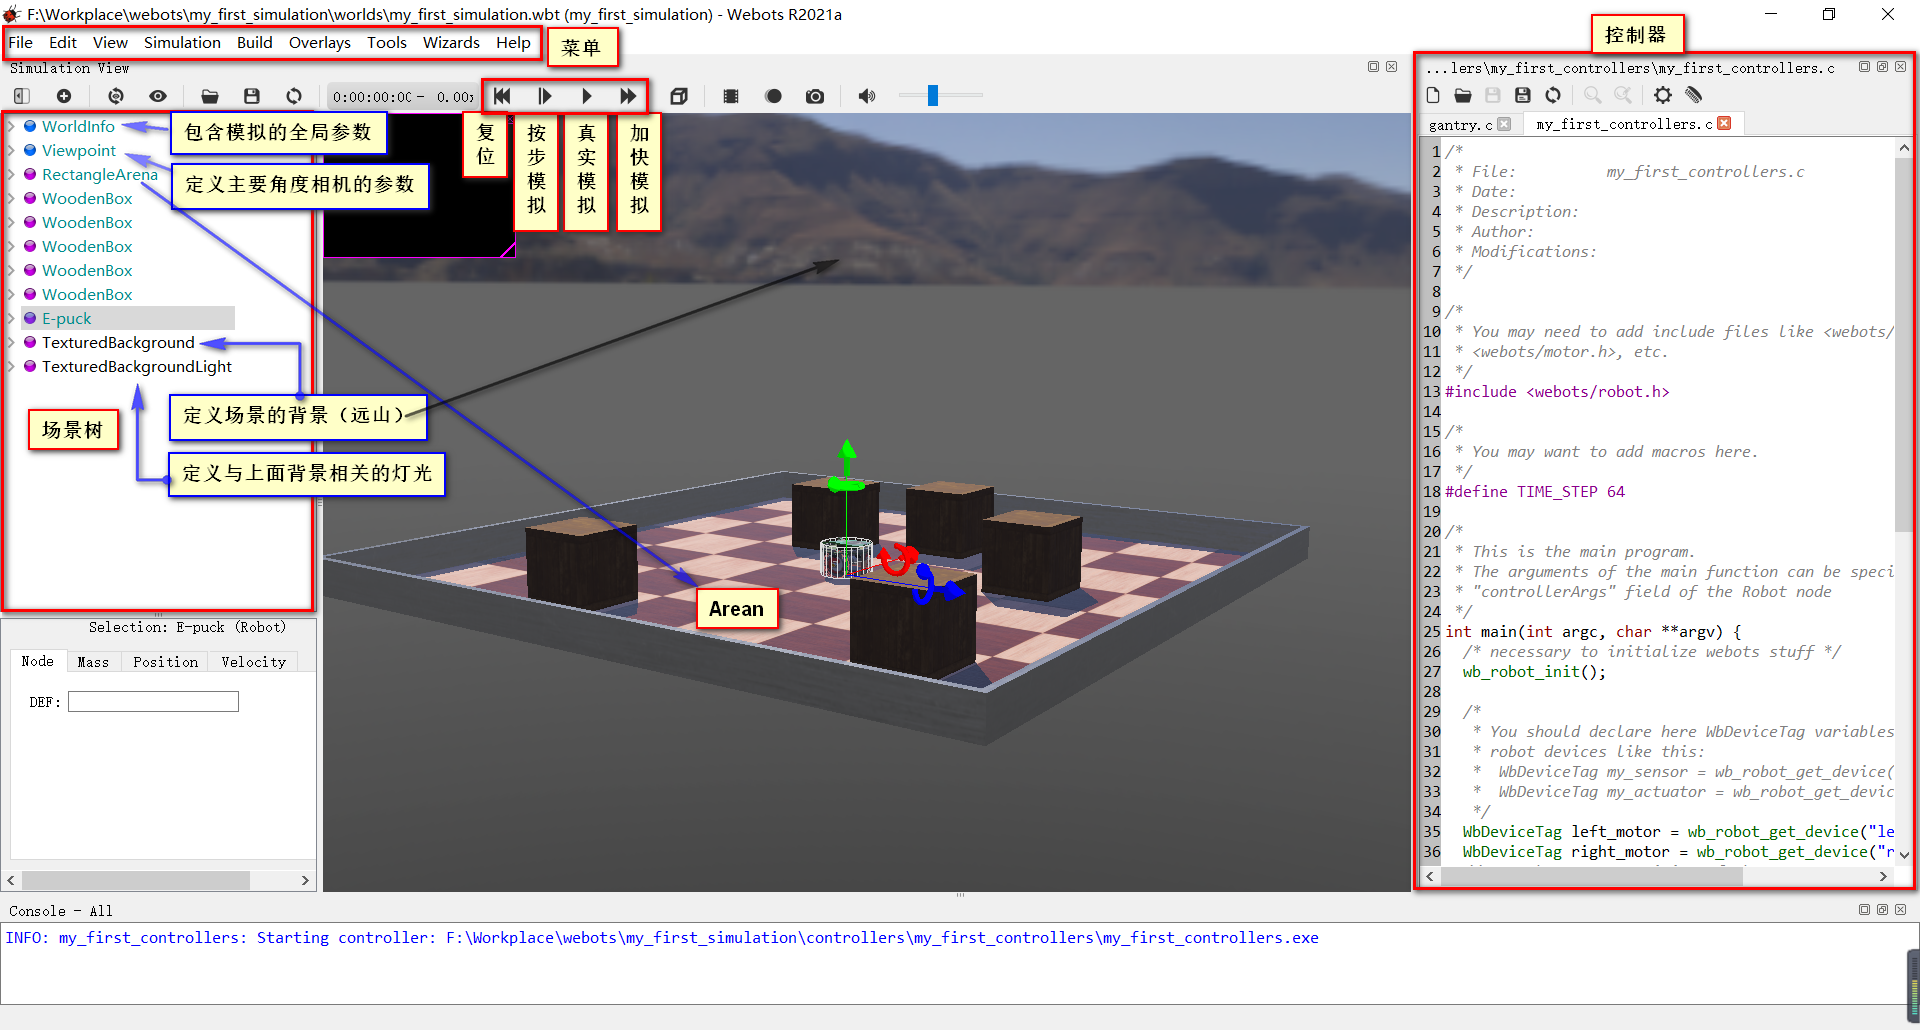 F:\Workplace\webots\my_first_simulation\worlds\my_first_simulation.wbt (my_first_simulation) - Webots R2021a
File Edit View Simulation Build Overlays Tools Wizards Help
菜单
控制器
Simulation View
0:00:00:00 - 0.00x
复位
按步模拟
真实模拟
加快模拟
WorldInfo
包含模拟的全局参数
Viewpoint
定义主要角度相机的参数
RectangleArena
WoodenBox
WoodenBox
WoodenBox
WoodenBox
WoodenBox
E-puck
TexturedBackground
TexturedBackgroundLight
定义场景的背景（远山）
场景树
定义与上面背景相关的灯光
Arean
Selection: E-puck (Robot)
Node Mass Position Velocity
DEF:
...lers\my_first_controllers\my_first_controllers.c
gantry.c my_first_controllers.c
1 /*
2  * File:          my_first_controllers.c
3  * Date:
4  * Description:
5  * Author:
6  * Modifications:
7  */
8
9 /*
10  * You may need to add include files like <webots/
11  * <webots/motor.h>, etc.
12  */
13 #include <webots/robot.h>
14
15 /*
16  * You may want to add macros here.
17  */
18 #define TIME_STEP 64
19
20 /*
21  * This is the main program.
22  * The arguments of the main function can be speci
23  * "controllerArgs" field of the Robot node
24  */
25 int main(int argc, char **argv) {
26   /* necessary to initialize webots stuff */
27   wb_robot_init();
28
29   /*
30    * You should declare here WbDeviceTag variables
31    * robot devices like this:
32    *  WbDeviceTag my_sensor = wb_robot_get_device(
33    *  WbDeviceTag my_actuator = wb_robot_get_devic
34    */
35   WbDeviceTag left_motor = wb_robot_get_device("le
36   WbDeviceTag right_motor = wb_robot_get_device("r
Console - All
INFO: my_first_controllers: Starting controller: F:\Workplace\webots\my_first_simulation\controllers\my_first_controllers\my_first_controllers.exe